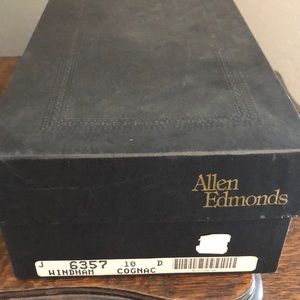 Allen
Edmonds
J 6357 10 D
WINDHAM COGNAC